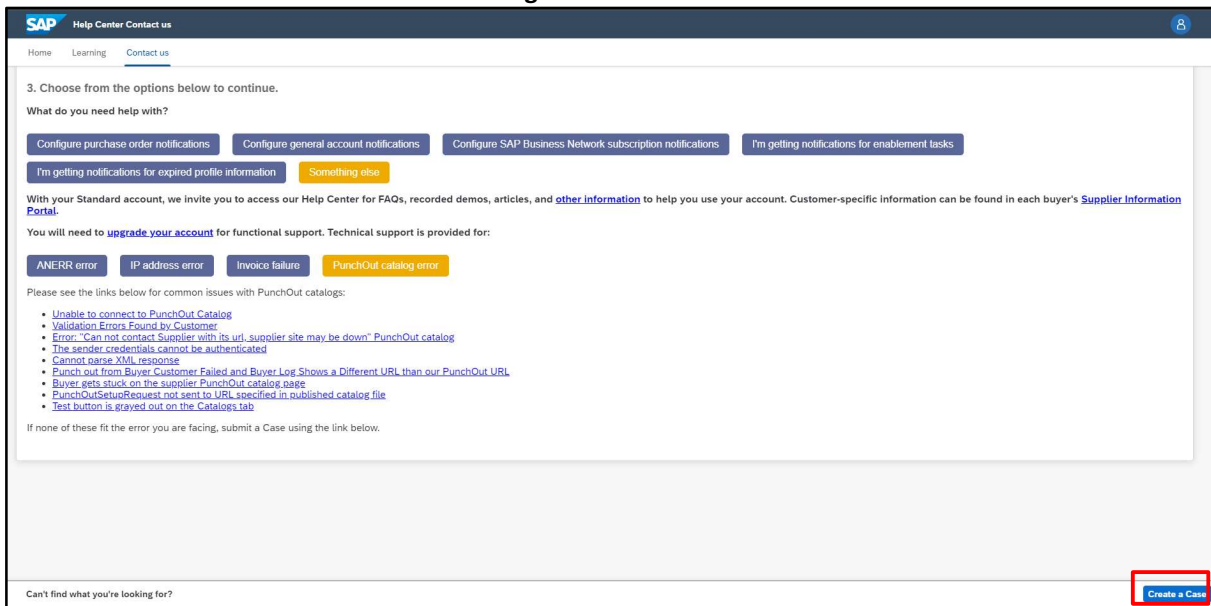 SAP Help Center Contact us
Home Learning Contact us
3. Choose from the options below to continue.
What do you need help with?
Configure purchase order notifications Configure general account notifications Configure SAP Business Network subscription notifications I'm getting notifications for enablement tasks
I'm getting notifications for expired profile information Something else
With your Standard account, we invite you to access our Help Center for FAQs, recorded demos, articles, and other information to help you use your account. Customer-specific information can be found in each buyer's Supplier Information
Portal.
You will need to upgrade your account for functional support. Technical support is provided for:
ANERR error IP address error Invoice failure PunchOut catalog error
Please see the links below for common issues with PunchOut catalogs:
• Unable to connect to PunchOut Catalog
• Validation Errors Found by Customer
• Error: "Can not contact Supplier with its url, supplier site may be down" PunchOut catalog
• The sender credentials cannot be authenticated
• Cannot parse XML response
• Punch out from Buyer Customer Failed and Buyer Log Shows a Different URL than our PunchOut URL
• Buyer gets stuck on the supplier PunchOut catalog page
• PunchOutSetupRequest not sent to URL specified in published catalog file
• Test button is grayed out on the Catalogs tab
If none of these fit the error you are facing, submit a Case using the link below.
Can't find what you're looking for? Create a Case